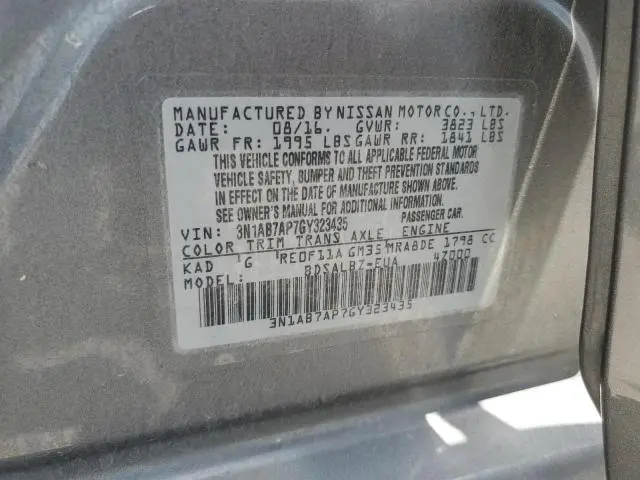 MANUFACTURED BY NISSAN MOTOR CO., LTD.
DATE: 08/16. GVWR: 3823 LBS
GAWR FR: 1995 LBS GAWR RR: 1841 LBS
THIS VEHICLE CONFORMS TO ALL APPLICABLE FEDERAL MOTOR
VEHICLE SAFETY, BUMPER AND THEFT PREVENTION STANDARDS
IN EFFECT ON THE DATE OF MANUFACTURE SHOWN ABOVE.
SEE OWNER'S MANUAL FOR ADDITIONAL INFORMATION.
VIN: 3N1AB7AP7GY323435 PASSENGER CAR.
COLOR TRIM TRANS AXLE ENGINE
KAD G RE0F11A GM35 MRA8DE 1798 CC
MODEL: BDSALBZ-EUA 47000
3N1AB7AP7GY323435